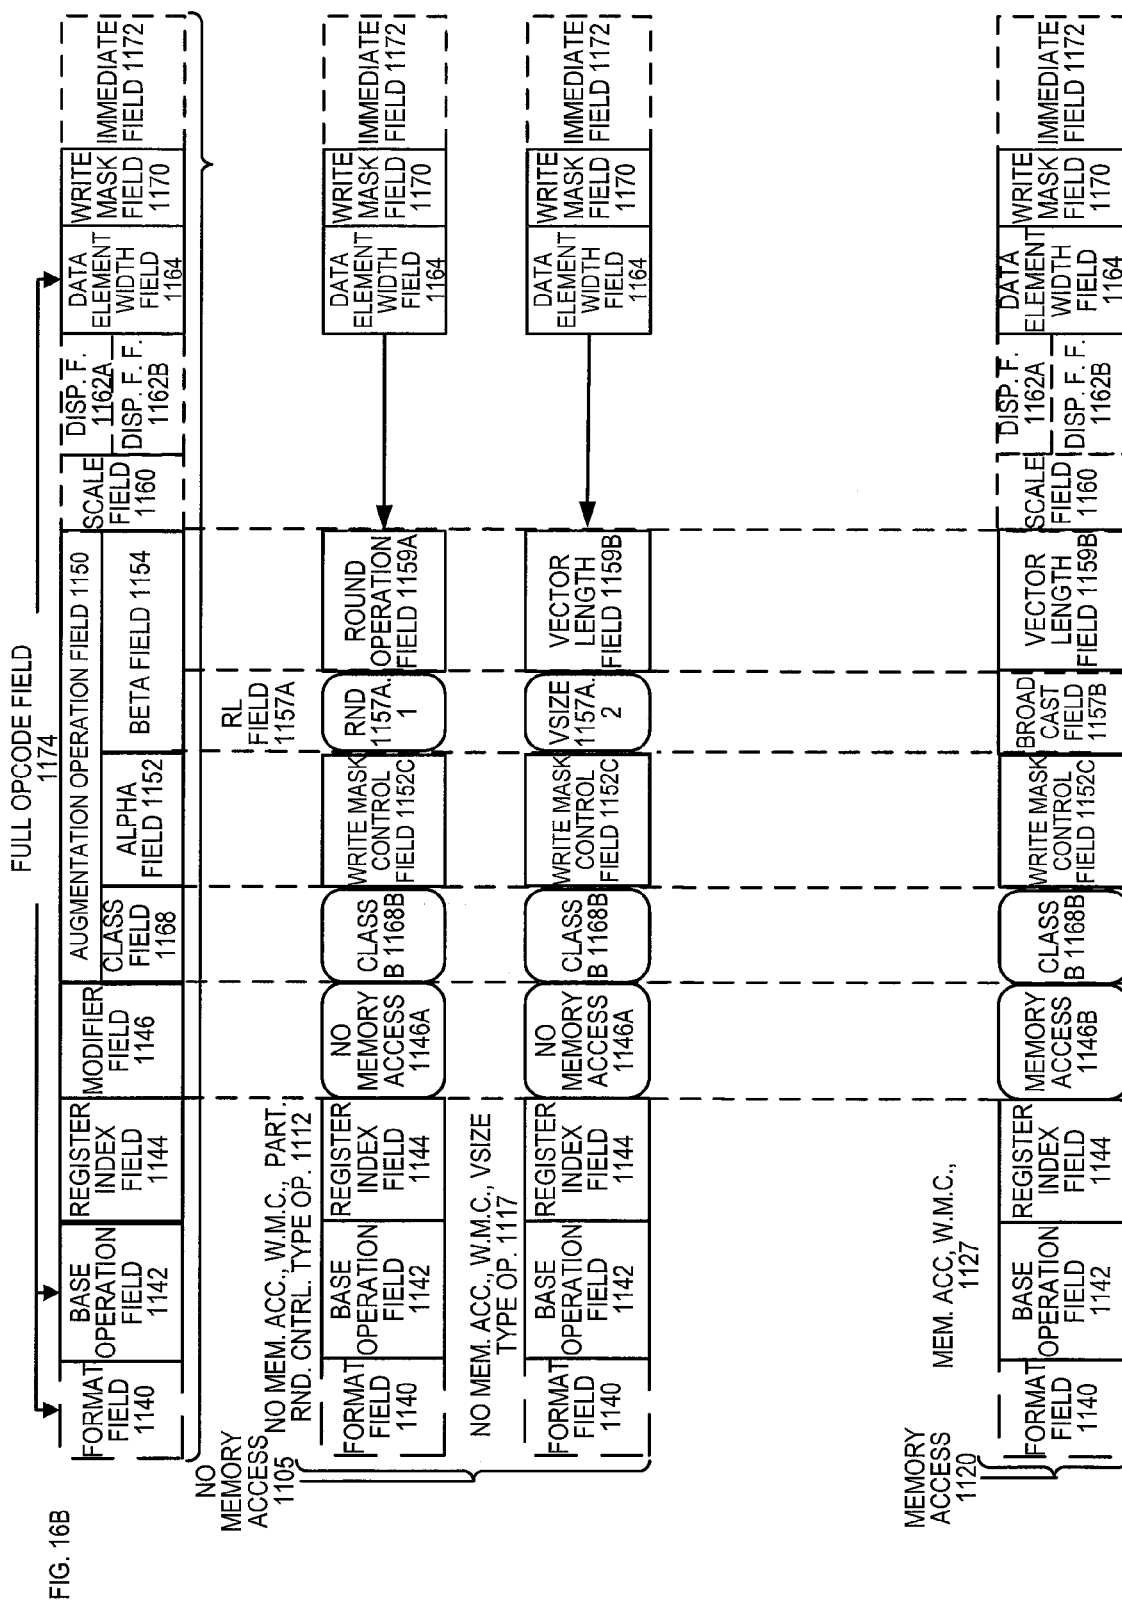 FIG. 16B
FULL OPCODE FIELD
1174
FORMAT
FIELD
1140
BASE
OPERATION
FIELD
1142
REGISTER
INDEX
FIELD
1144
MODIFIER
FIELD
1146
AUGMENTATION OPERATION FIELD 1150
CLASS
FIELD
1168
ALPHA
FIELD 1152
BETA FIELD 1154
SCALE
FIELD
1160
DISP. F.
1162A
DISP. F. F.
1162B
DATA
ELEMENT
WIDTH
FIELD
1164
WRITE
MASK
FIELD
1170
IMMEDIATE
FIELD 1172
NO
MEMORY
ACCESS
1105
NO MEM. ACC., W.M.C., PART.
RND. CNTRL. TYPE OP. 1112
RL
FIELD
1157A
FORMAT
FIELD
1140
BASE
OPERATION
FIELD
1142
REGISTER
INDEX
FIELD
1144
NO
MEMORY
ACCESS
1146A
CLASS
B 1168B
WRITE MASK
CONTROL
FIELD 1152C
RND
1157A.
1
ROUND
OPERATION
FIELD 1159A
DATA
ELEMENT
WIDTH
FIELD
1164
WRITE
MASK
FIELD
1170
IMMEDIATE
FIELD 1172
NO MEM. ACC., W.M.C., VSIZE
TYPE OP. 1117
FORMAT
FIELD
1140
BASE
OPERATION
FIELD
1142
REGISTER
INDEX
FIELD
1144
NO
MEMORY
ACCESS
1146A
CLASS
B 1168B
WRITE MASK
CONTROL
FIELD 1152C
VSIZE
1157A.
2
VECTOR
LENGTH
FIELD 1159B
DATA
ELEMENT
WIDTH
FIELD
1164
WRITE
MASK
FIELD
1170
IMMEDIATE
FIELD 1172
MEMORY
ACCESS
1120
MEM. ACC, W.M.C.,
1127
FORMAT
FIELD
1140
BASE
OPERATION
FIELD
1142
REGISTER
INDEX
FIELD
1144
MEMORY
ACCESS
1146B
CLASS
B 1168B
WRITE MASK
CONTROL
FIELD 1152C
BROAD
CAST
FIELD
1157B
VECTOR
LENGTH
FIELD 1159B
SCALE
FIELD
1160
DISP. F.
1162A
DISP. F. F.
1162B
DATA
ELEMENT
WIDTH
FIELD
1164
WRITE
MASK
FIELD
1170
IMMEDIATE
FIELD 1172